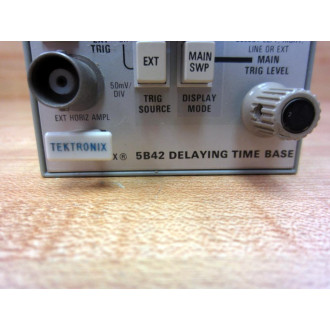 TRIG
EXT
MAIN
SWP
LINE OR EXT
MAIN
TRIG LEVEL
50mV/
DIV
TRIG
SOURCE
DISPLAY
MODE
EXT HORIZ AMPL
TEKTRONIX
X® 5B42 DELAYING TIME BASE